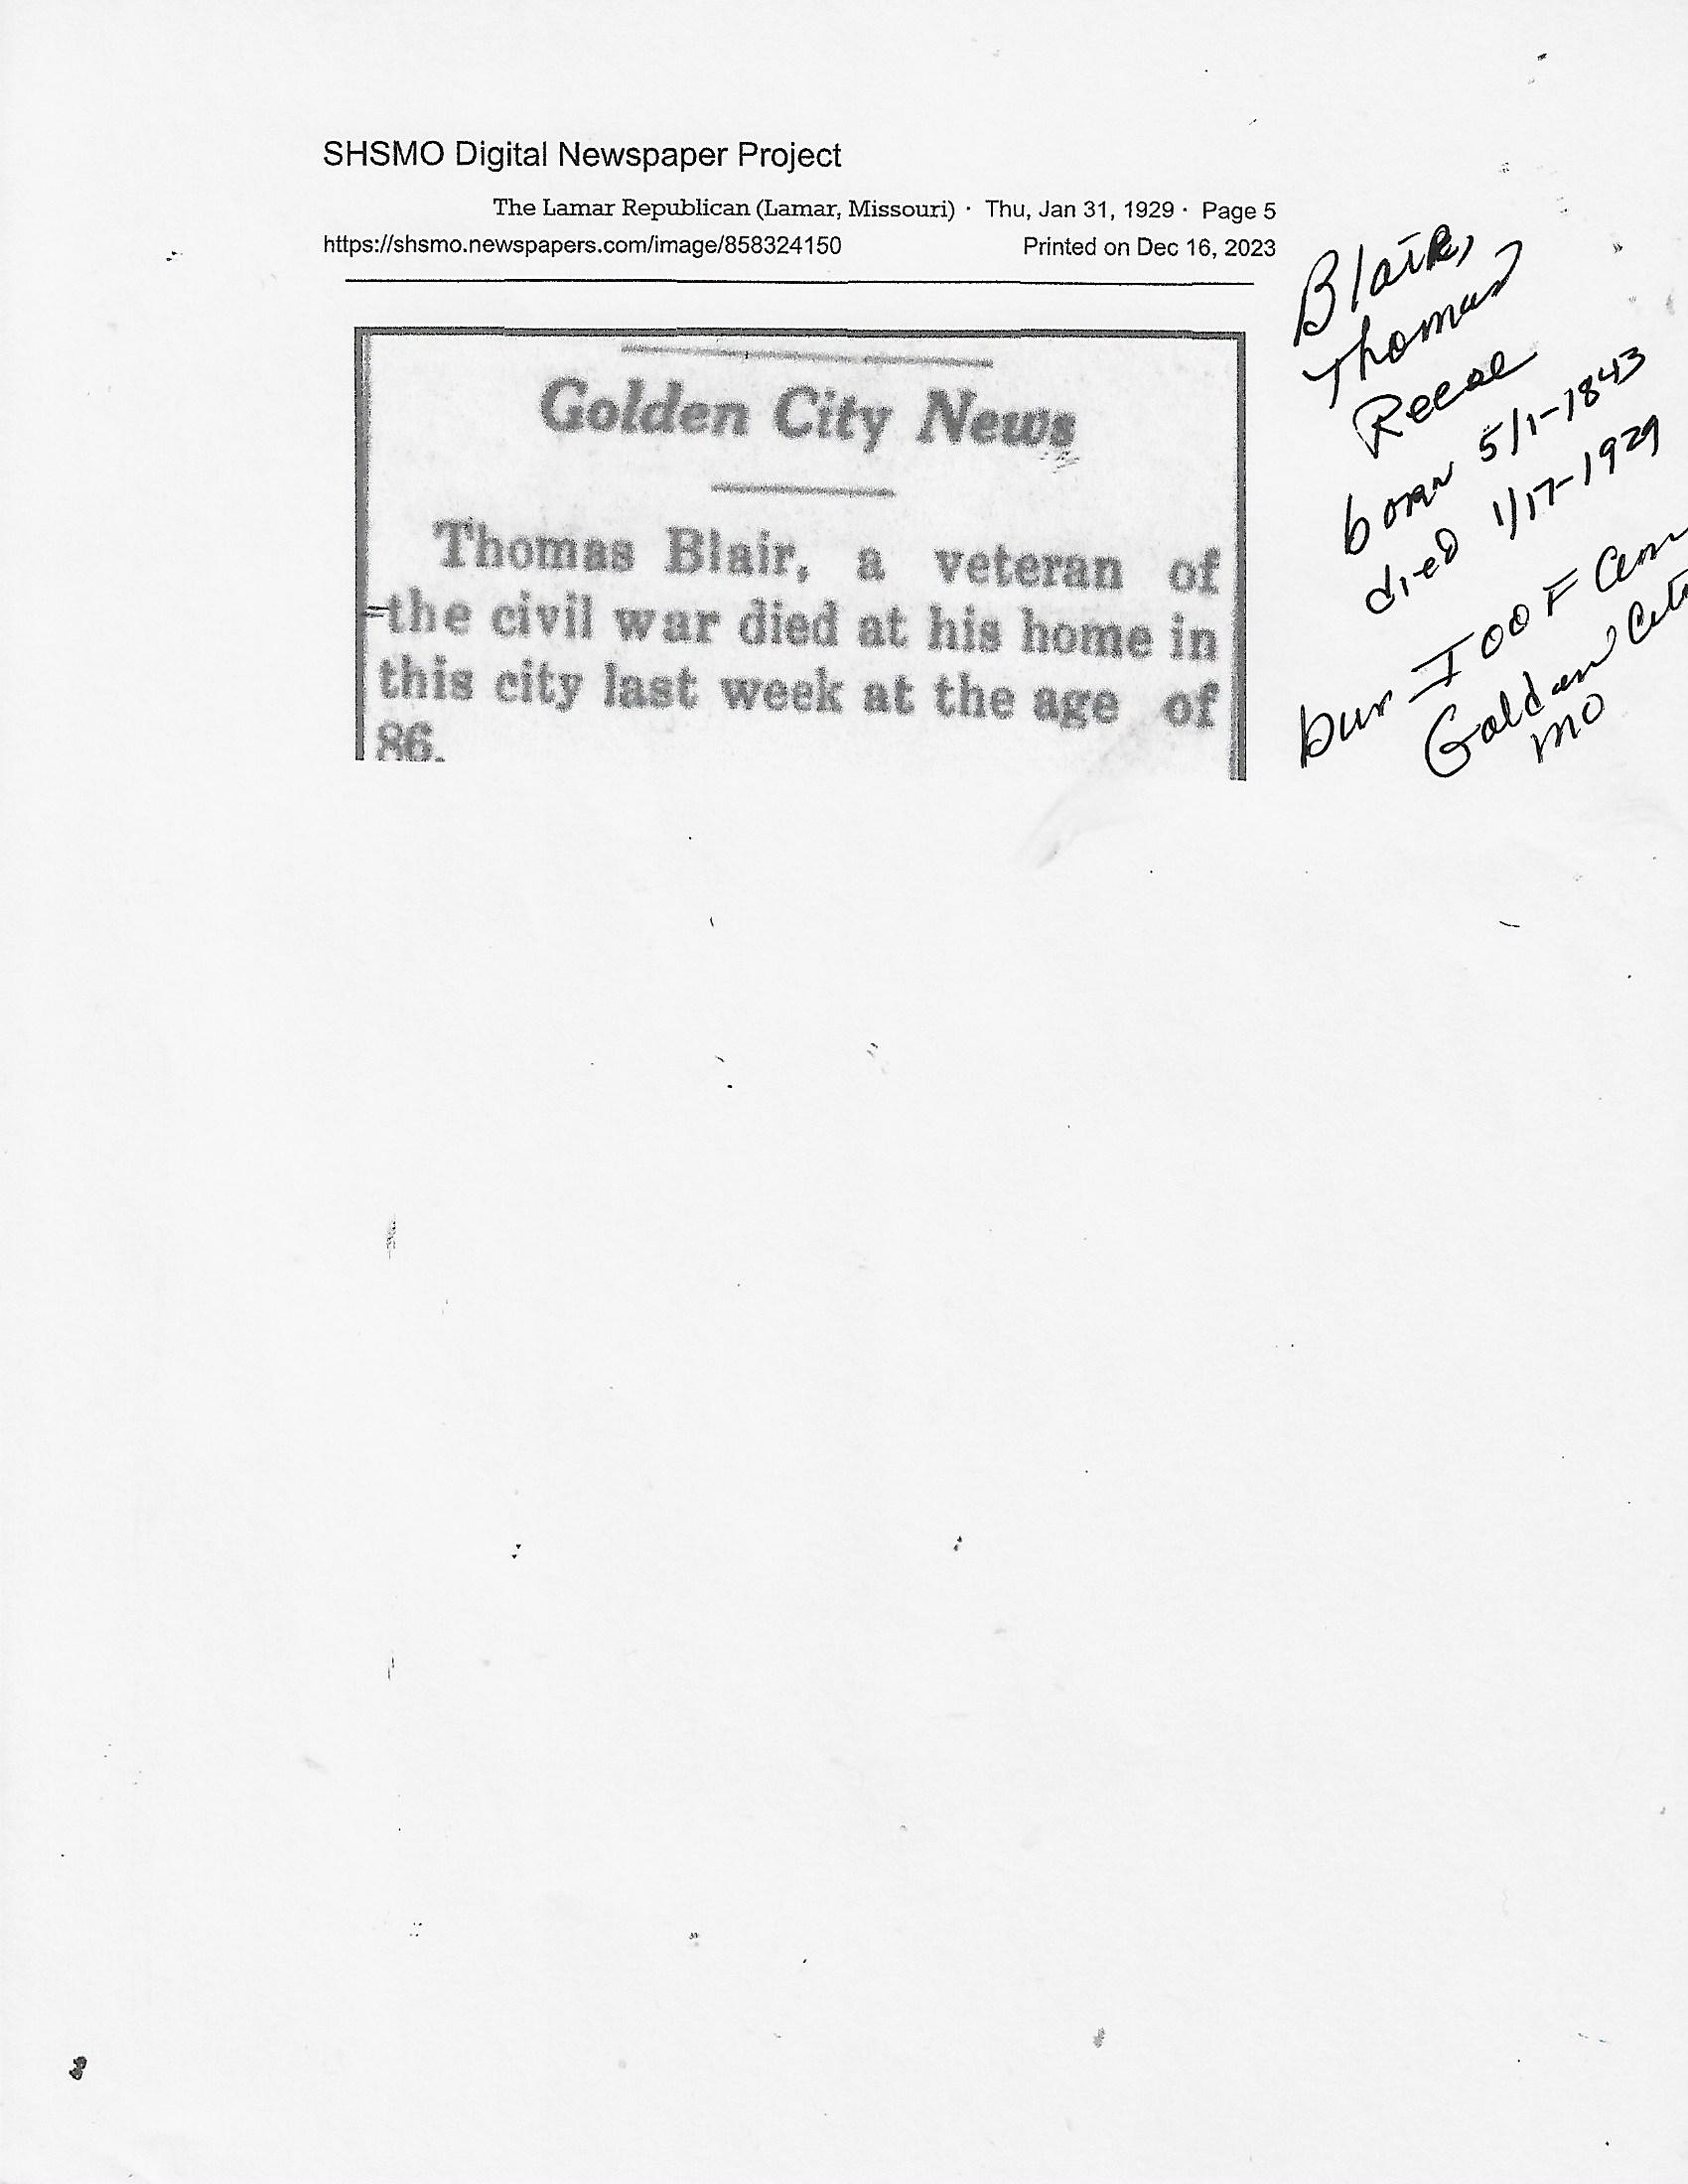 SHSMO Digital Newspaper Project
The Lamar Republican (Lamar, Missouri) · Thu, Jan 31, 1929 · Page 5
https://shsmo.newspapers.com/image/858324150 Printed on Dec 16, 2023
Golden City News
Thomas Blair, a veteran of
the civil war died at his home in
this city last week at the age of
86.
Blair,
Thomas
Reece
born 5/1-1843
died 1/17-1929
bur IOOF Cem
Golden City
MO